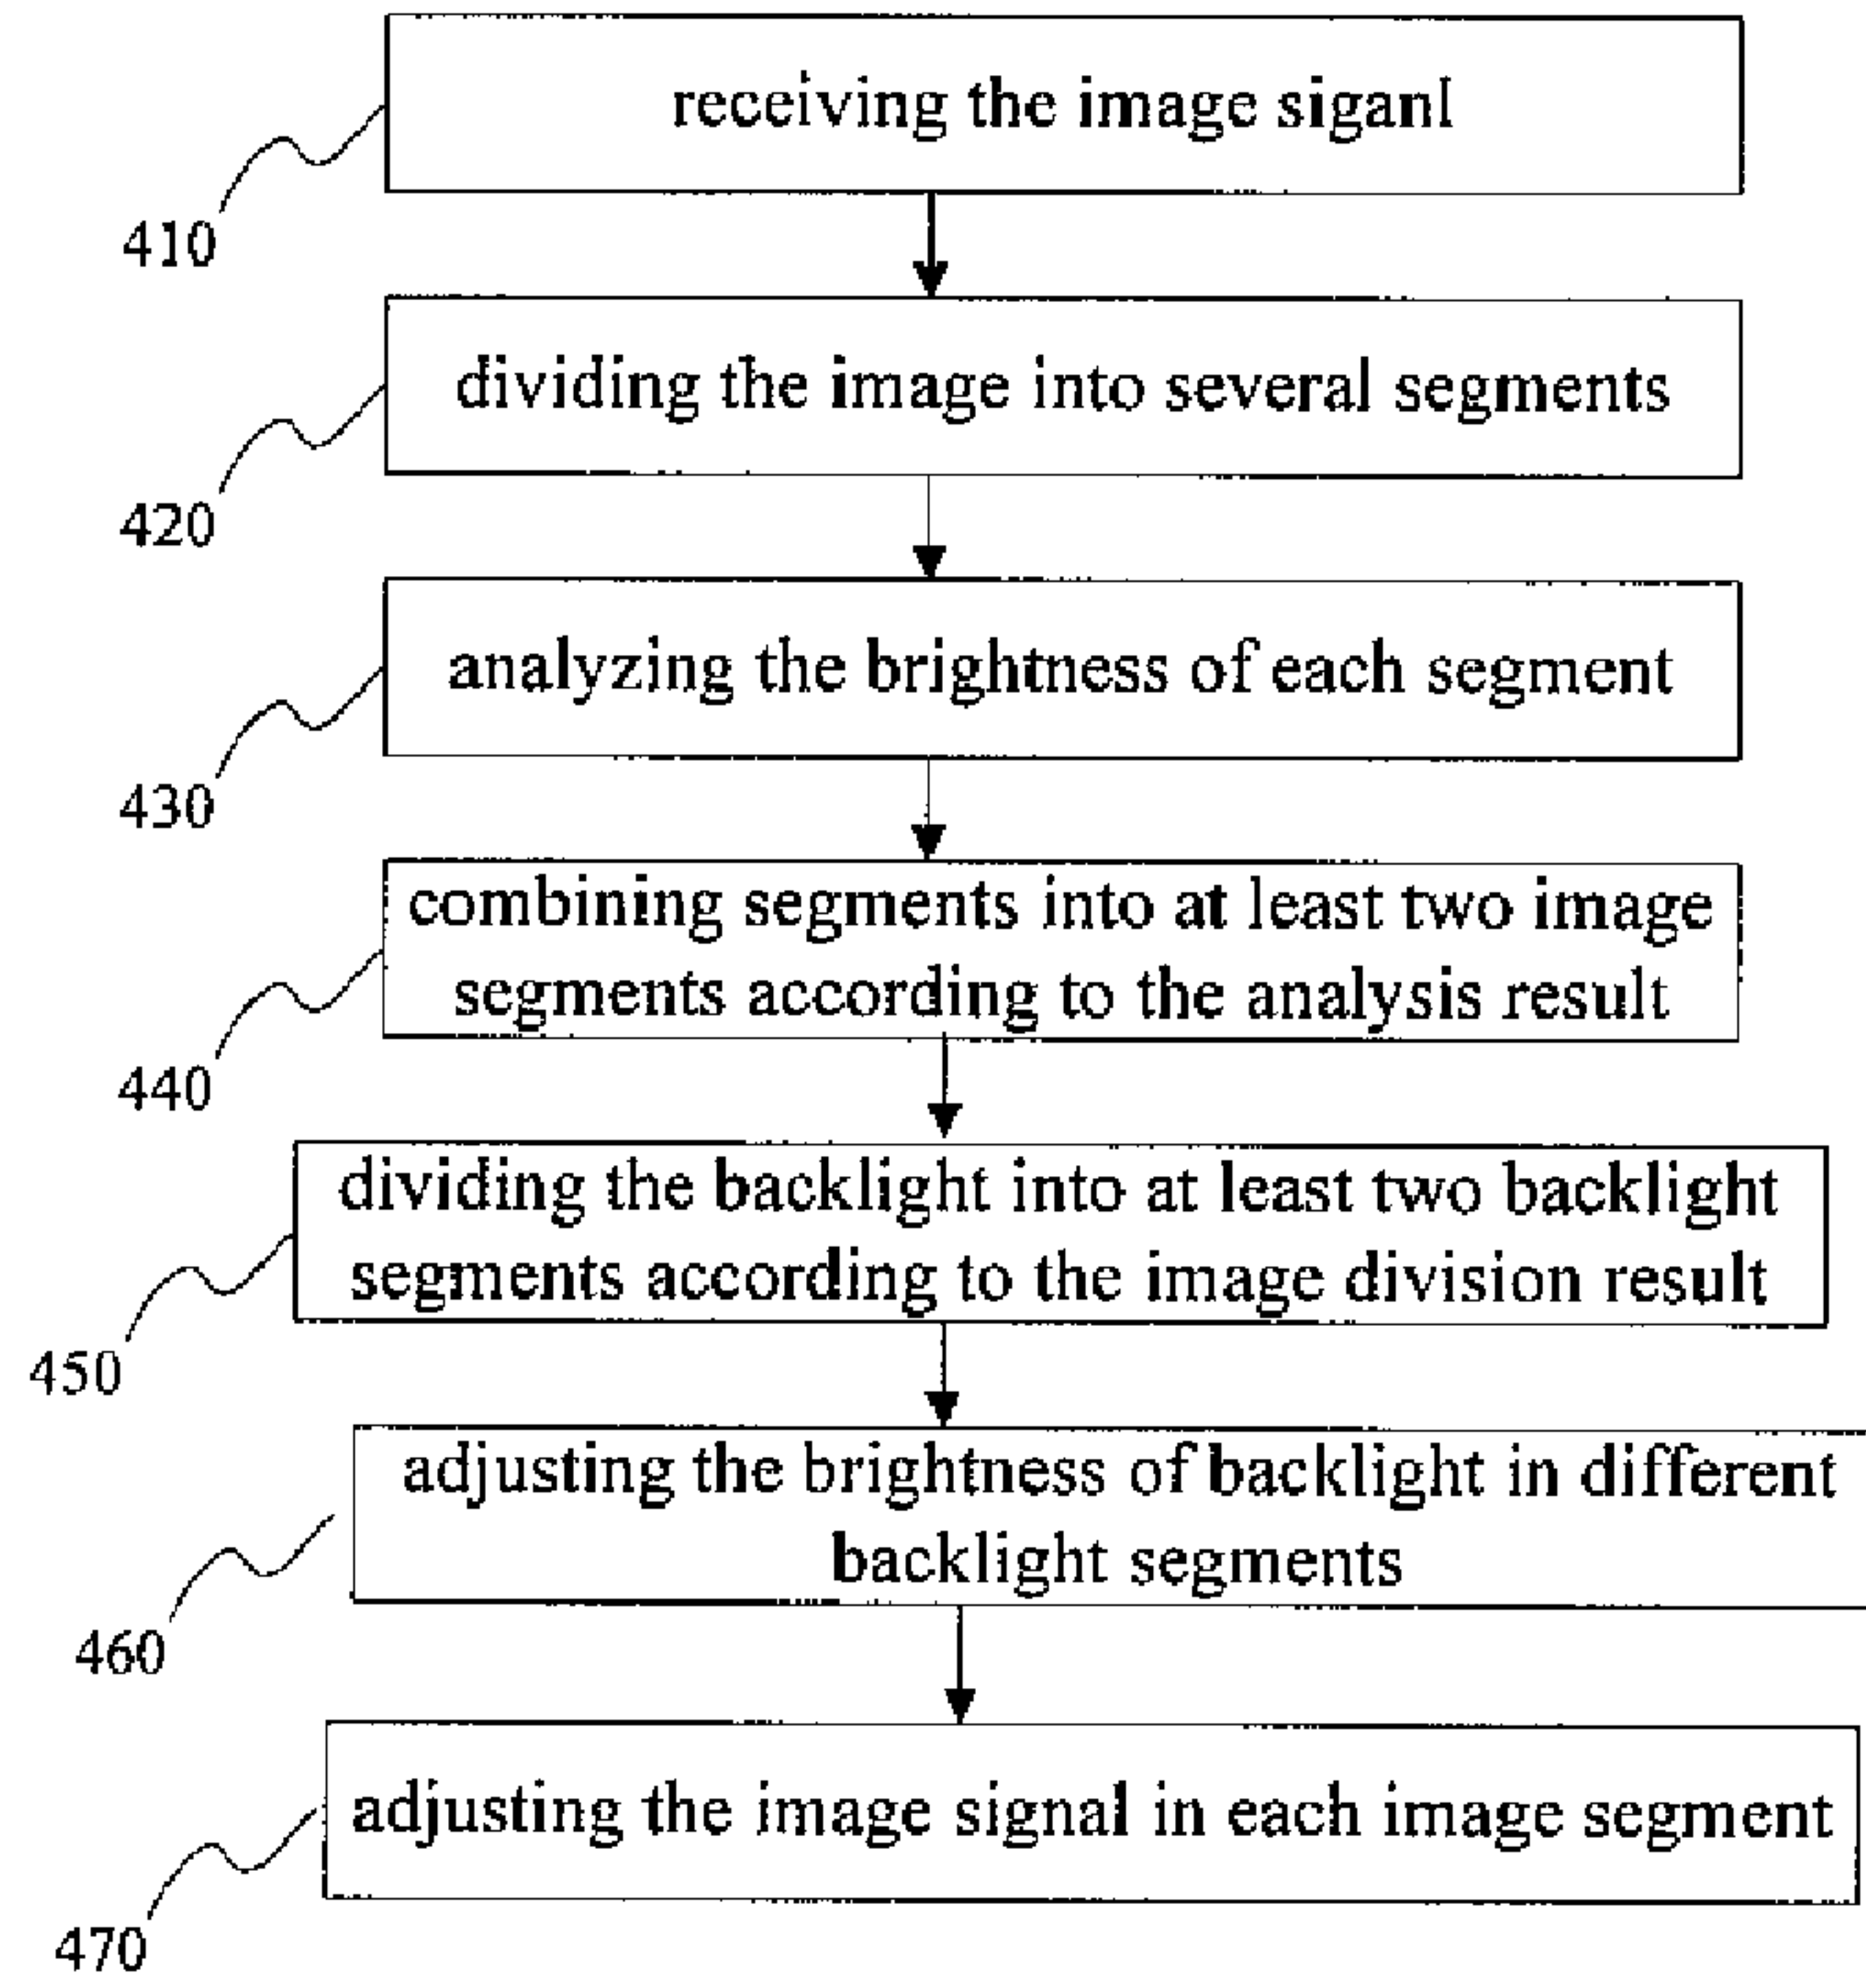 receiving the image siganl
410
dividing the image into several segments
420
analyzing the brightness of each segment
430
combining segments into at least two image
segments according to the analysis result
440
dividing the backlight into at least two backlight
segments according to the image division result
450
adjusting the brightness of backlight in different
backlight segments
460
adjusting the image signal in each image segment
470